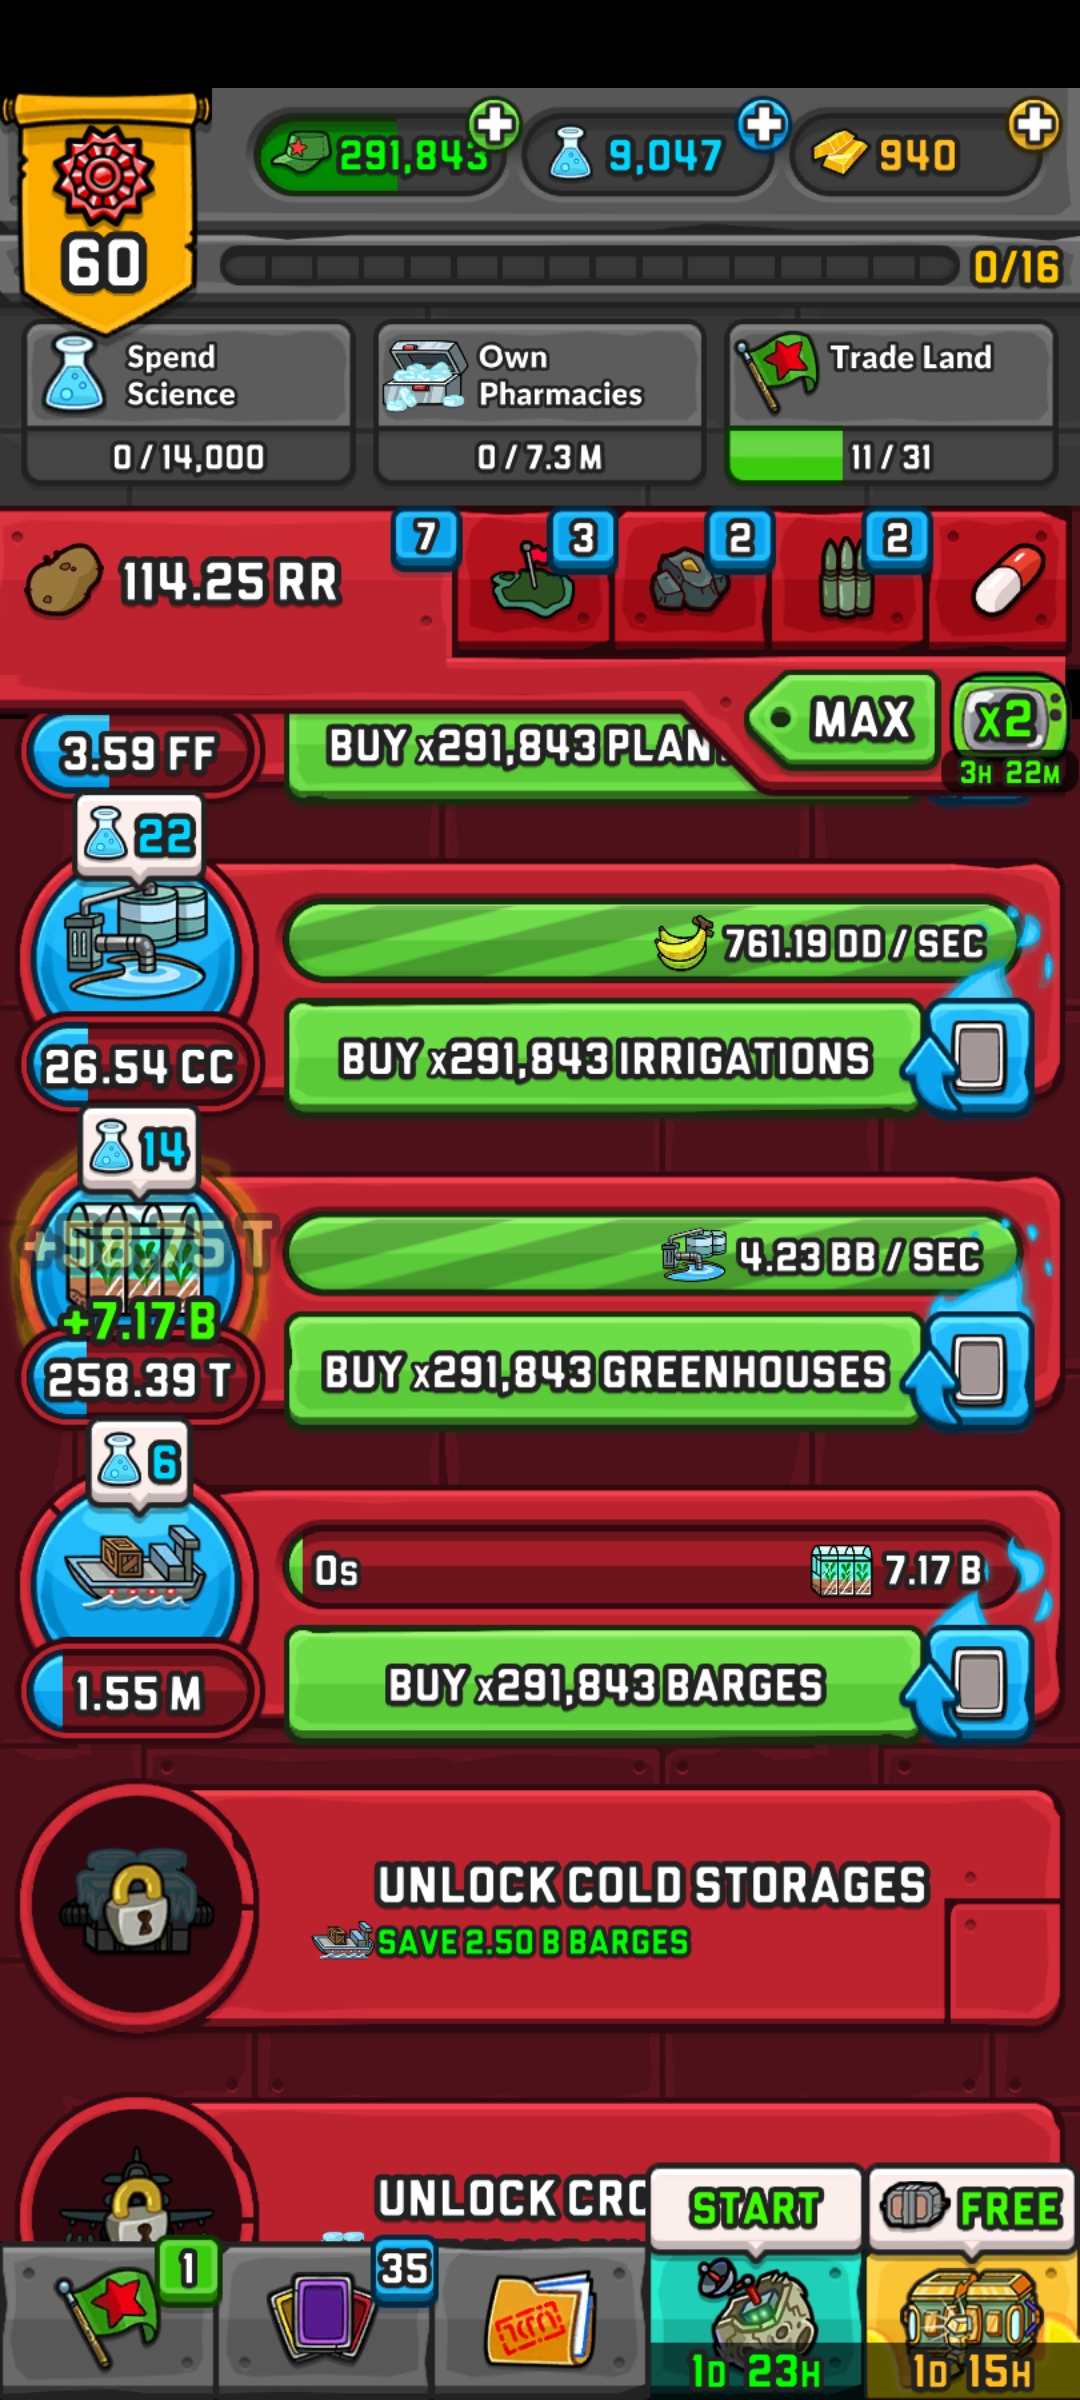 291,843
9,047
940
60
0/16
Spend
Science
0 / 14,000
Own
Pharmacies
0 / 7.3 M
Trade Land
11 / 31
114.25 RR
7
3
2
2
MAX
x2
3H 22M
3.59 FF
BUY x291,843 PLAN
22
761.19 DD / SEC
26.54 CC
BUY x291,843 IRRIGATIONS
14
+58.75 T
+7.17 B
4.23 BB / SEC
258.39 T
BUY x291,843 GREENHOUSES
6
0s
7.17 B
1.55 M
BUY x291,843 BARGES
UNLOCK COLD STORAGES
SAVE 2.50 B BARGES
UNLOCK CRO
START
FREE
1
35
1D 23H
1D 15H